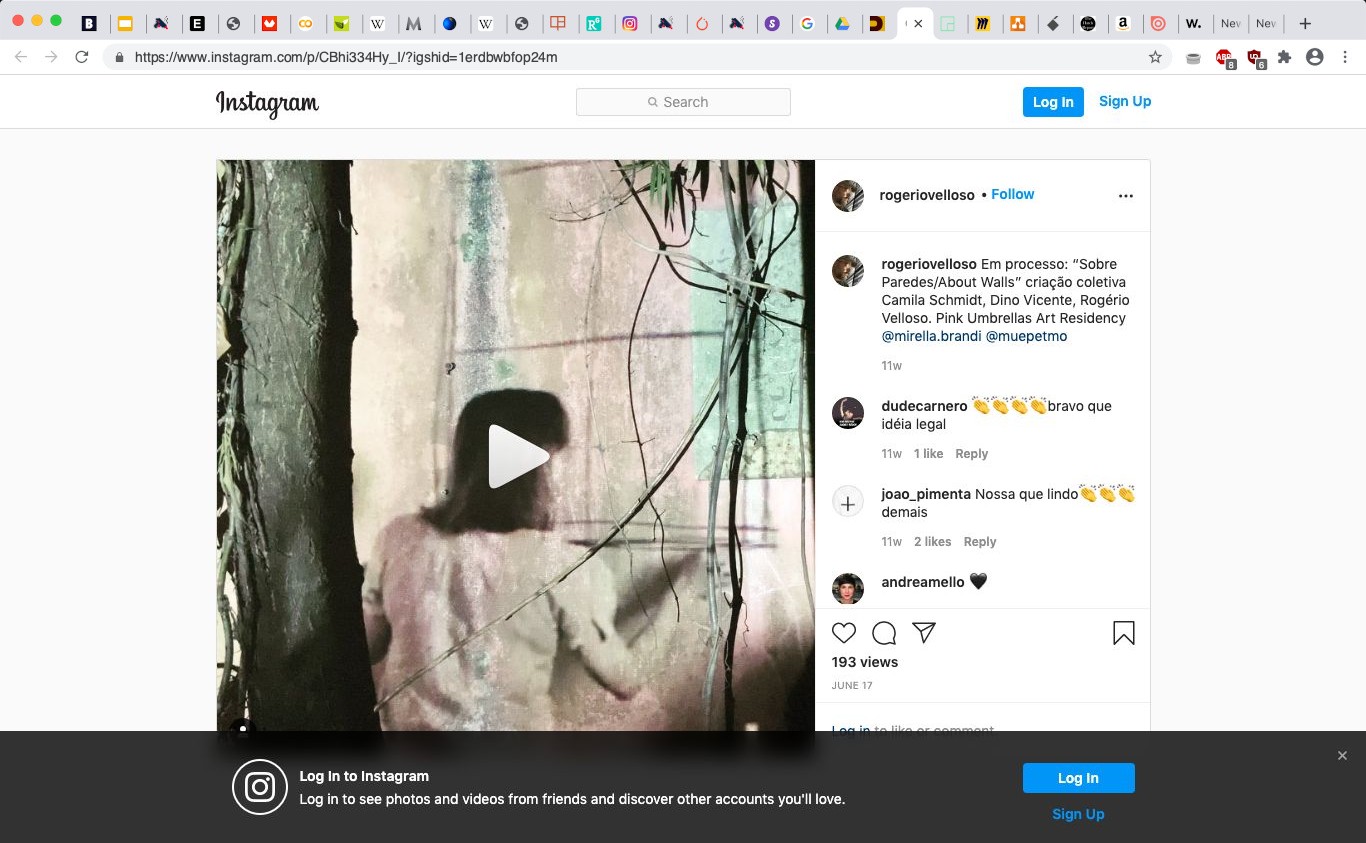 New
New
https://www.instagram.com/p/CBhi334Hy_I/?igshid=1erdbwbfop24m
8
6
Instagram
Search
Log In
Sign Up
rogeriovelloso • Follow
rogeriovelloso Em processo: “Sobre
Paredes/About Walls” criação coletiva
Camila Schmidt, Dino Vicente, Rogério
Velloso. Pink Umbrellas Art Residency
@mirella.brandi @muepetmo
11w
dudecarnero 👏👏👏👏bravo que
idéia legal
11w 1 like Reply
joao_pimenta Nossa que lindo👏👏👏
demais
11w 2 likes Reply
andreamello 🖤
193 views
JUNE 17
Log in to like or comment.
Log In to Instagram
Log in to see photos and videos from friends and discover other accounts you'll love.
Log In
Sign Up